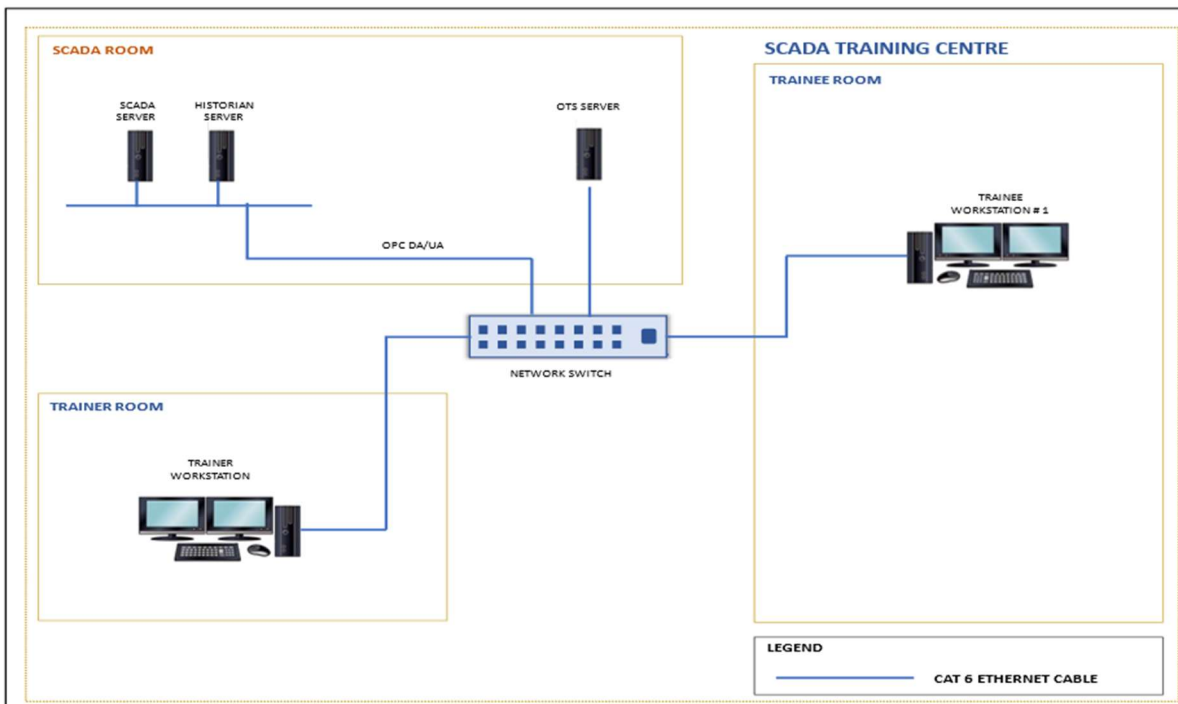 SCADA ROOM
SCADA
SERVER
HISTORIAN
SERVER
OTS SERVER
OPC DA/UA
SCADA TRAINING CENTRE
TRAINEE ROOM
TRAINEE
WORKSTATION # 1
NETWORK SWITCH
TRAINER ROOM
TRAINER
WORKSTATION
LEGEND
CAT 6 ETHERNET CABLE